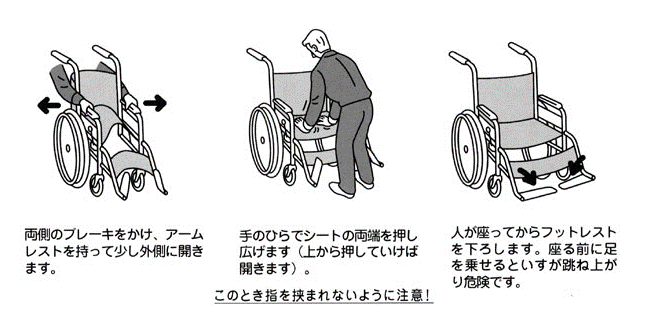 両側のブレーキをかけ、アーム
レストを持って少し外側に開き
ます。
手のひらでシートの両端を押し
広げます（上から押していけば
開きます）。
このとき指を挟まれないように注意！
人が座ってからフットレスト
を下ろします。座る前に足
を乗せるといすが跳ね上が
り危険です。